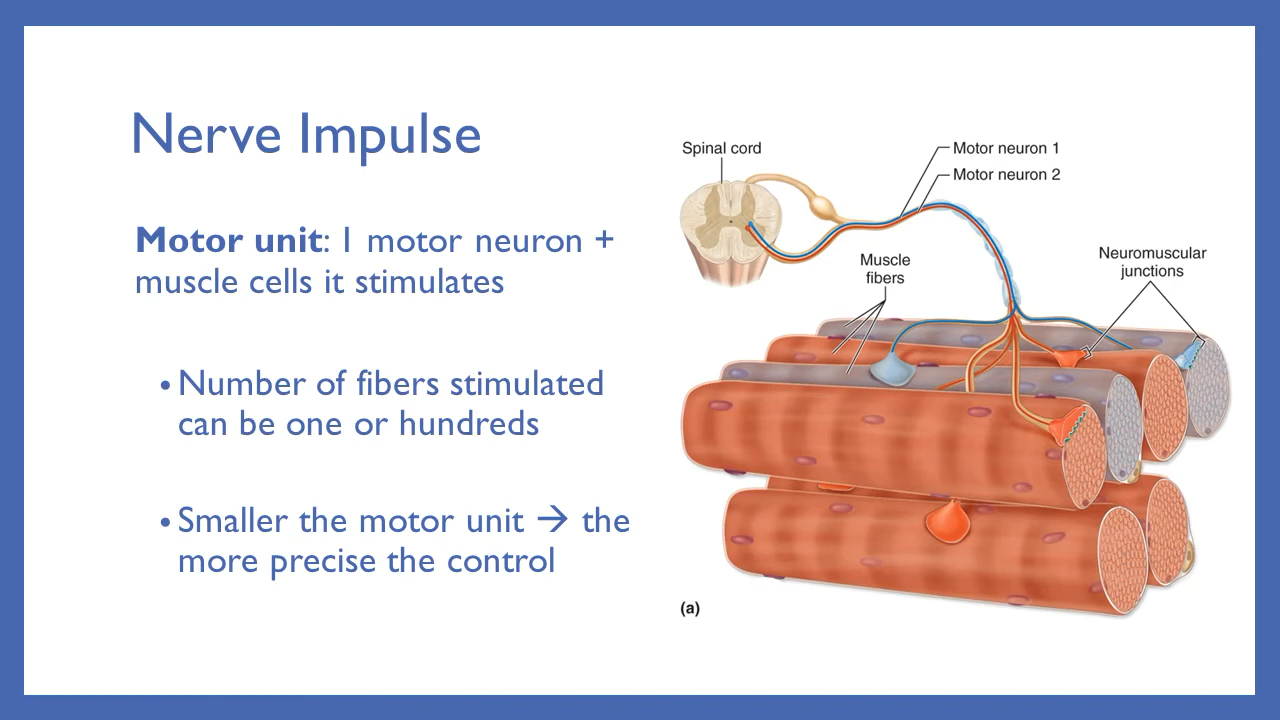 Nerve Impulse
Motor unit: 1 motor neuron +
muscle cells it stimulates
• Number of fibers stimulated
can be one or hundreds
• Smaller the motor unit → the
more precise the control
Spinal cord
Motor neuron 1
Motor neuron 2
Muscle
fibers
Neuromuscular
junctions
(a)